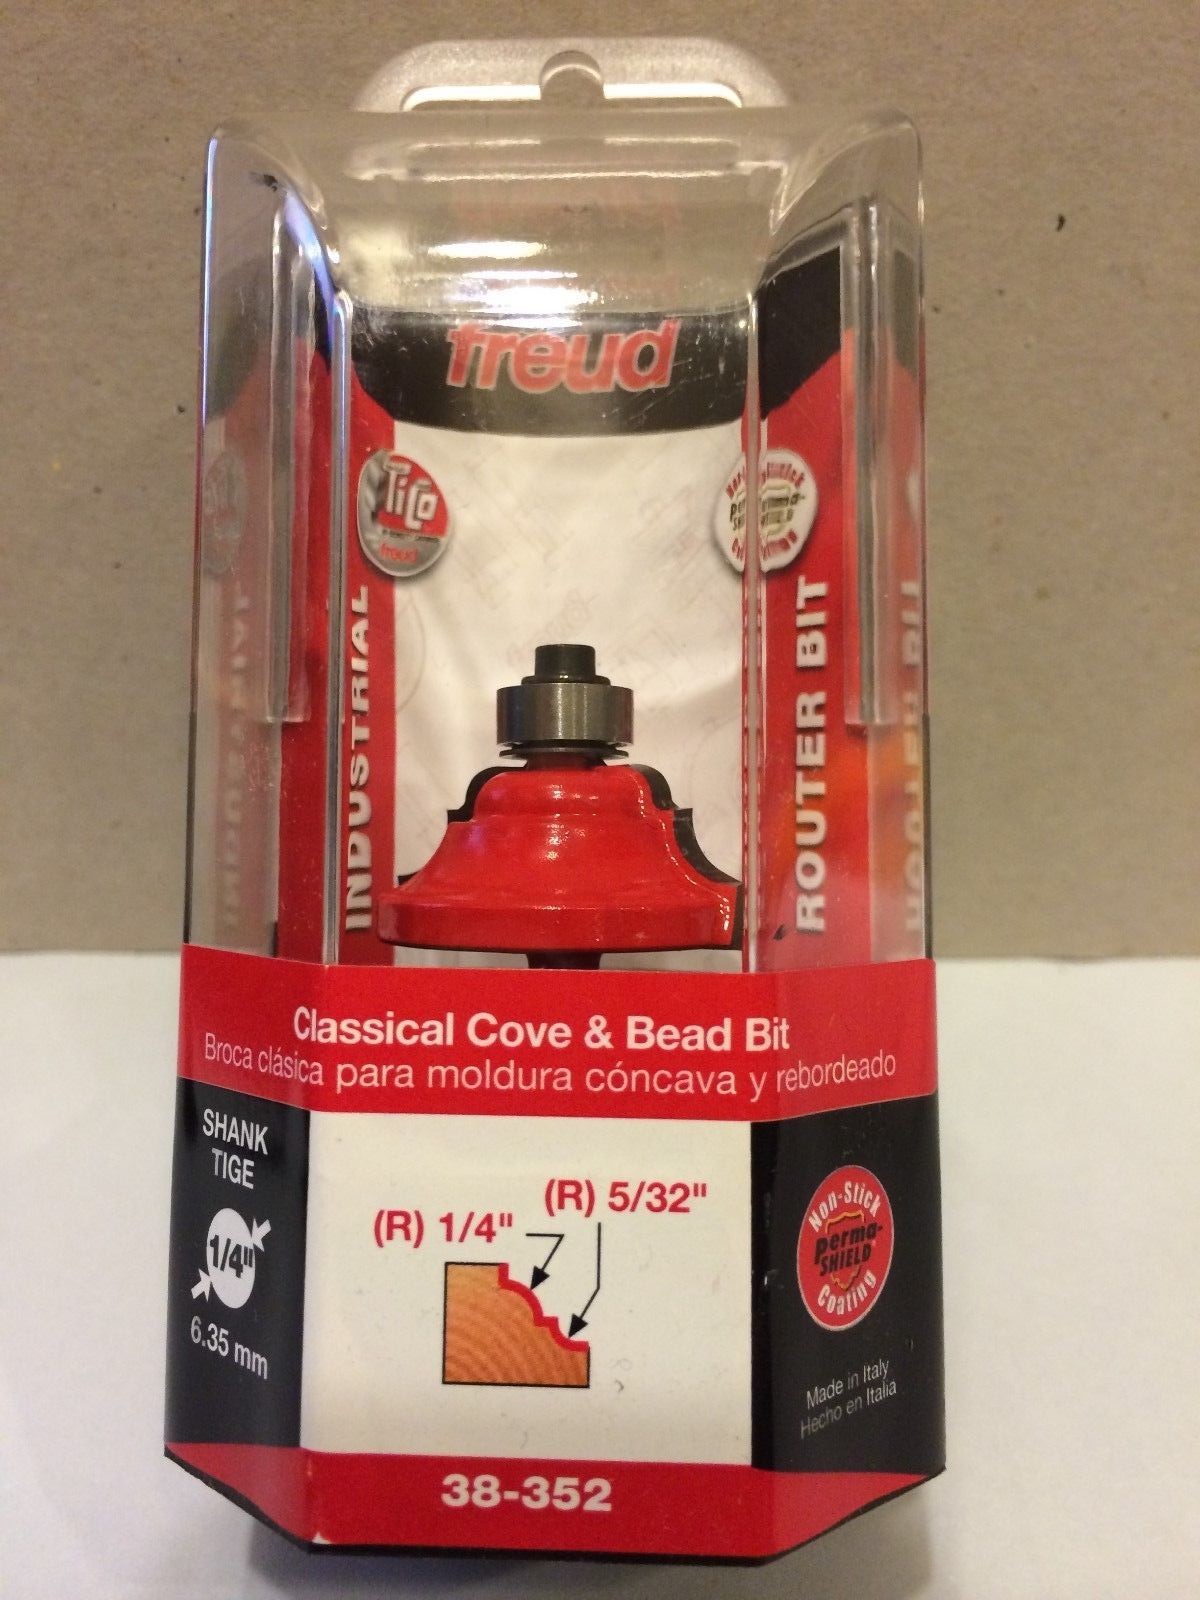 freud
TiCo
freud
INDUSTRIAL
ROUTER BIT
Classical Cove & Bead Bit
Broca clásica para moldura cóncava y rebordeado
SHANK
TIGE
1/4"
6.35 mm
(R) 1/4"
(R) 5/32"
Non-Stick
perma-
SHIELD
Coating
Made in Italy
Hecho en Italia
38-352